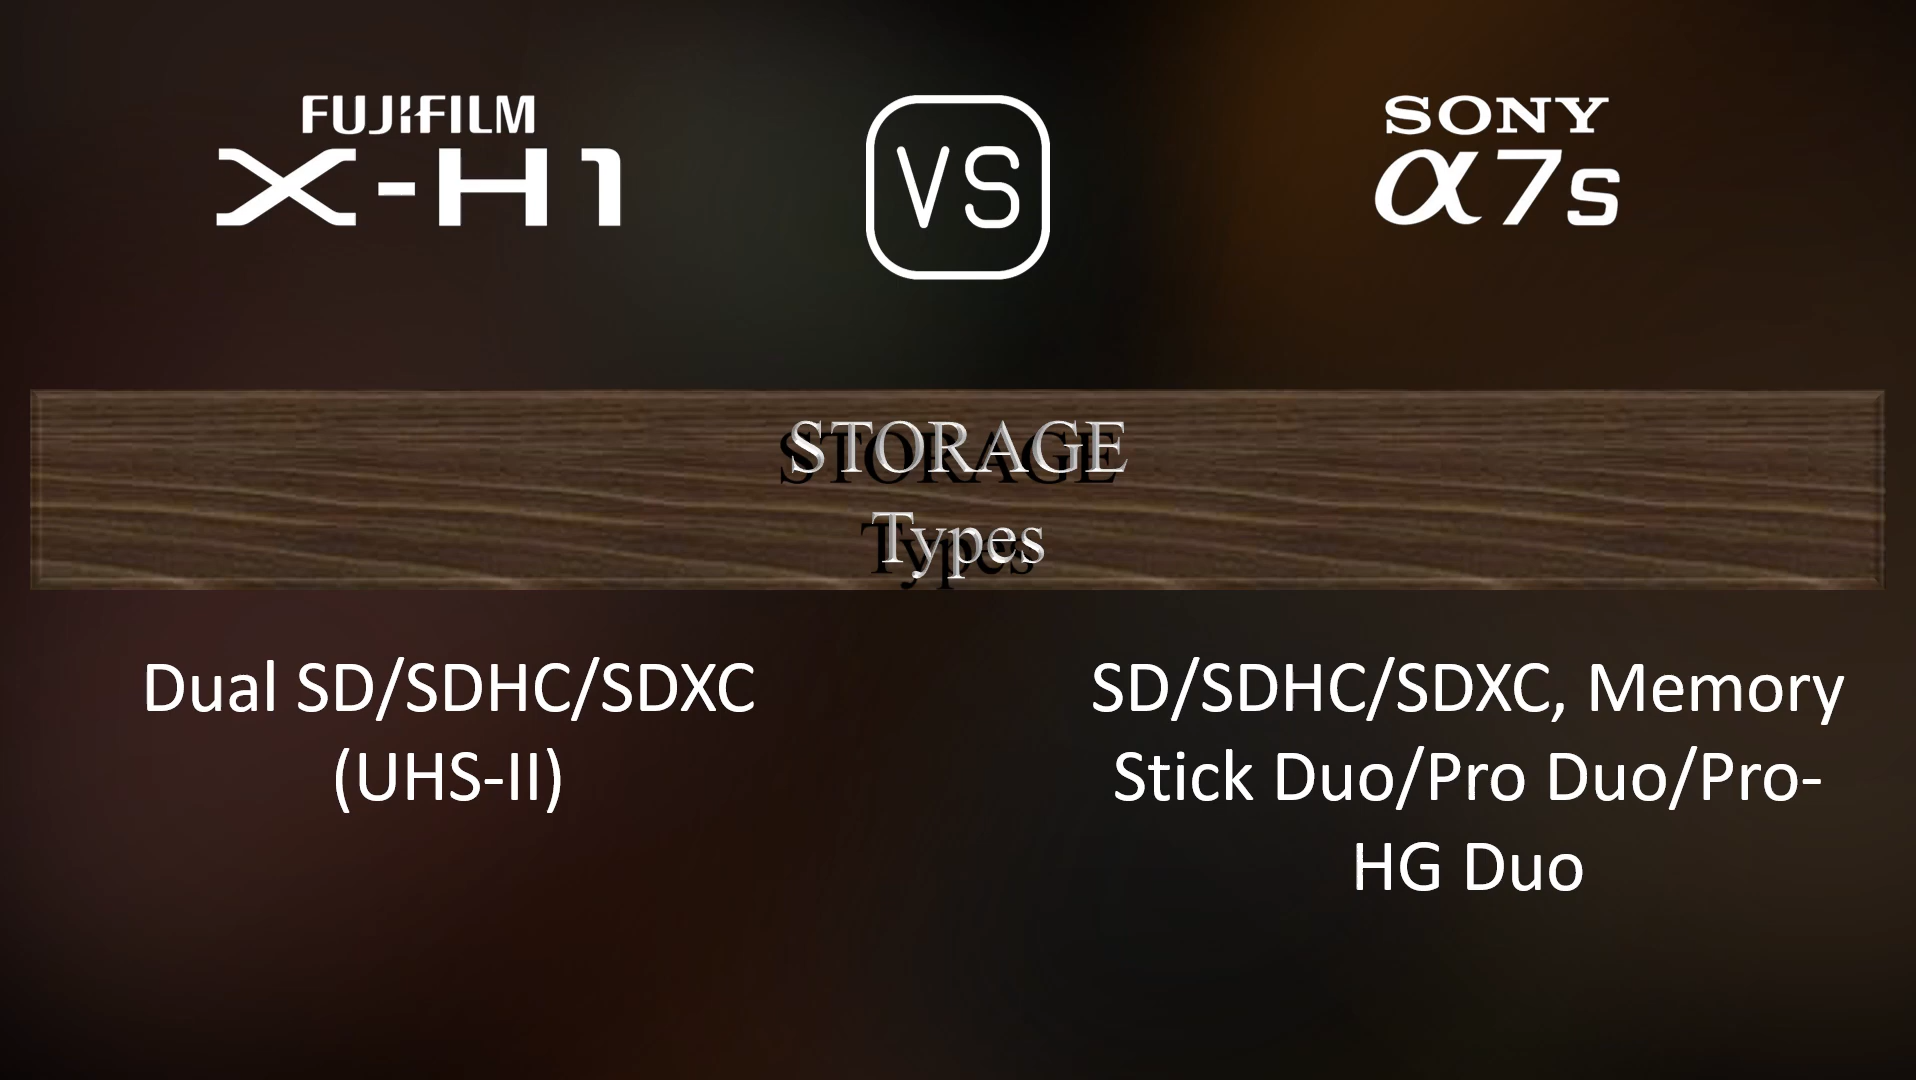 FUJIFILM
X-H1
VS
SONY
α7s
STORAGE
Types
Dual SD/SDHC/SDXC
(UHS-II)
SD/SDHC/SDXC, Memory
Stick Duo/Pro Duo/Pro-
HG Duo